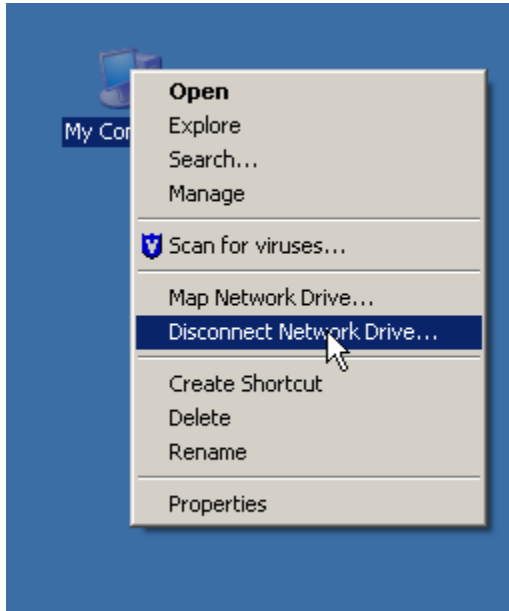 My Co
Open
Explore
Search...
Manage
Scan for viruses...
Map Network Drive...
Disconnect Network Drive...
Create Shortcut
Delete
Rename
Properties